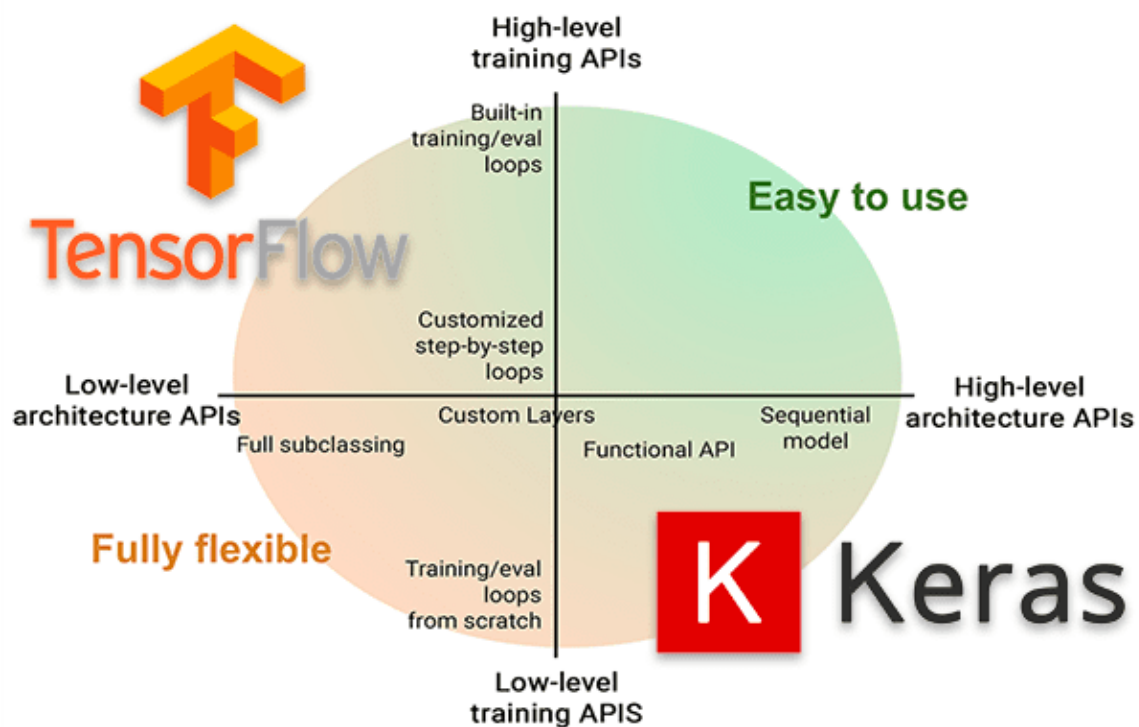 High-level
training APIs
Built-in
training/eval
loops
Easy to use
TensorFlow
Customized
step-by-step
loops
Low-level
architecture APIs
High-level
architecture APIs
Custom Layers
Sequential
model
Full subclassing
Functional API
Fully flexible
Training/eval
loops
from scratch
K Keras
Low-level
training APIS